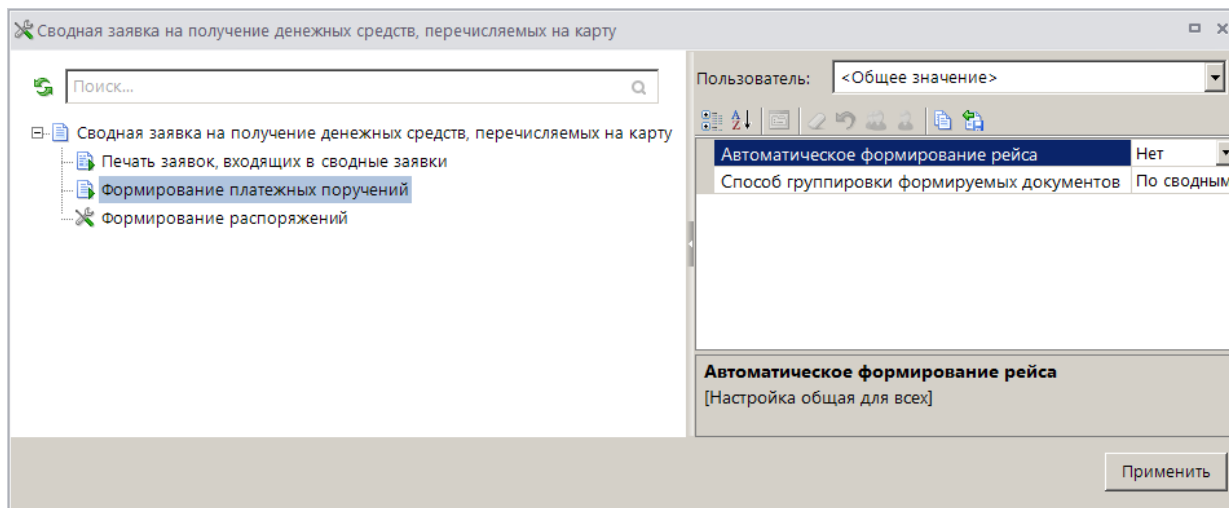 Сводная заявка на получение денежных средств, перечисляемых на карту
Поиск...
Сводная заявка на получение денежных средств, перечисляемых на карту
Печать заявок, входящих в сводные заявки
Формирование платежных поручений
Формирование распоряжений
Пользователь: <Общее значение>
Автоматическое формирование рейса Нет
Способ группировки формируемых документов По сводным
Автоматическое формирование рейса
[Настройка общая для всех]
Применить